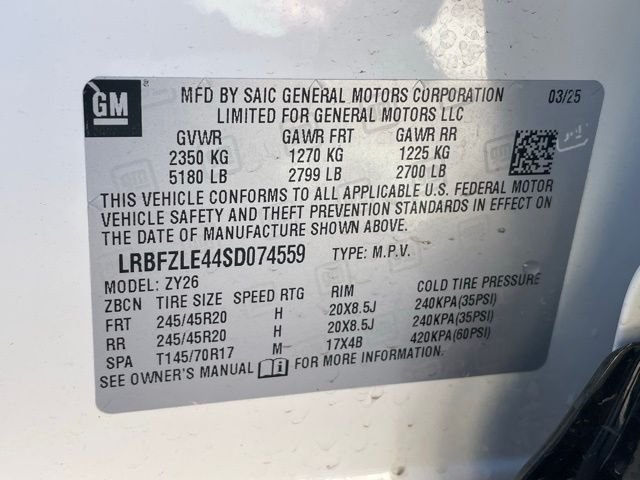 GM
MFD BY SAIC GENERAL MOTORS CORPORATION 03/25
LIMITED FOR GENERAL MOTORS LLC
GVWR GAWR FRT GAWR RR
2350 KG 1270 KG 1225 KG
5180 LB 2799 LB 2700 LB
THIS VEHICLE CONFORMS TO ALL APPLICABLE U.S. FEDERAL MOTOR
VEHICLE SAFETY AND THEFT PREVENTION STANDARDS IN EFFECT ON
THE DATE OF MANUFACTURE SHOWN ABOVE.
LRBFZLE44SD074559 TYPE: M.P.V.
MODEL: ZY26
ZBCN TIRE SIZE SPEED RTG RIM COLD TIRE PRESSURE
FRT 245/45R20 H 20X8.5J 240KPA(35PSI)
RR 245/45R20 H 20X8.5J 240KPA(35PSI)
SPA T145/70R17 M 17X4B 420KPA(60PSI)
SEE OWNER'S MANUAL FOR MORE INFORMATION